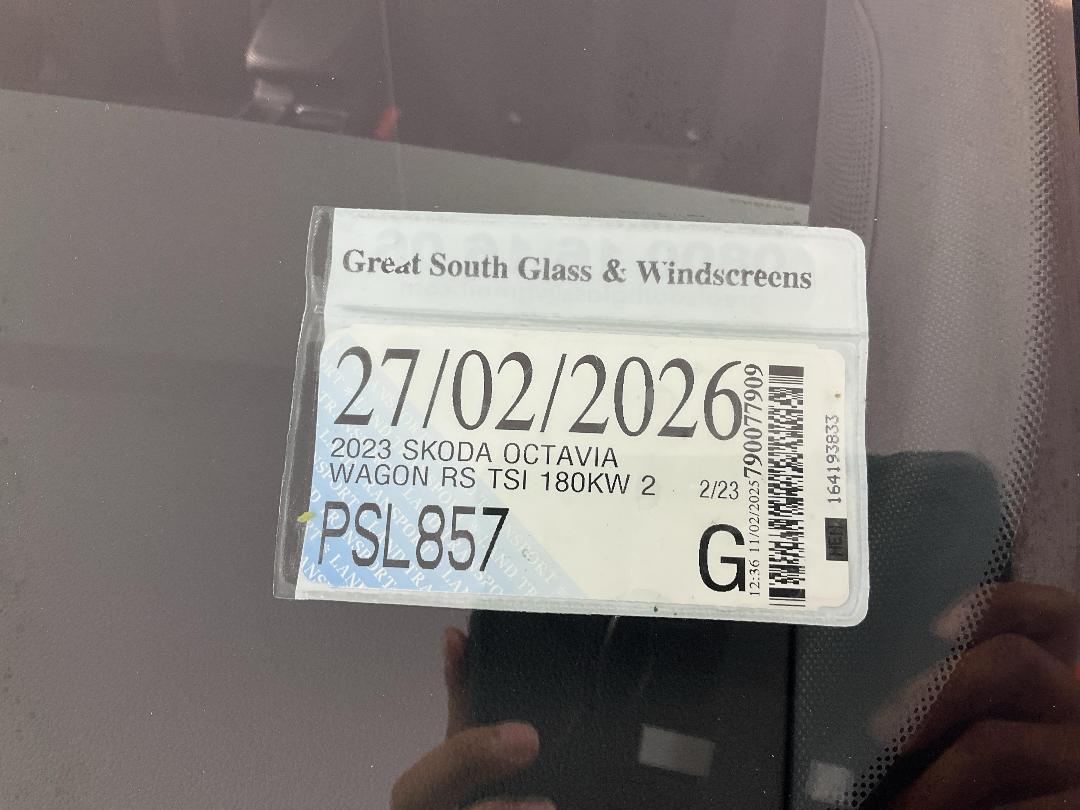 Great South Glass & Windscreens
27/02/2026
2023 SKODA OCTAVIA
WAGON RS TSI 180KW 2
2/23
PSL857
G
12:36 11/02/2025
790077909
164193833